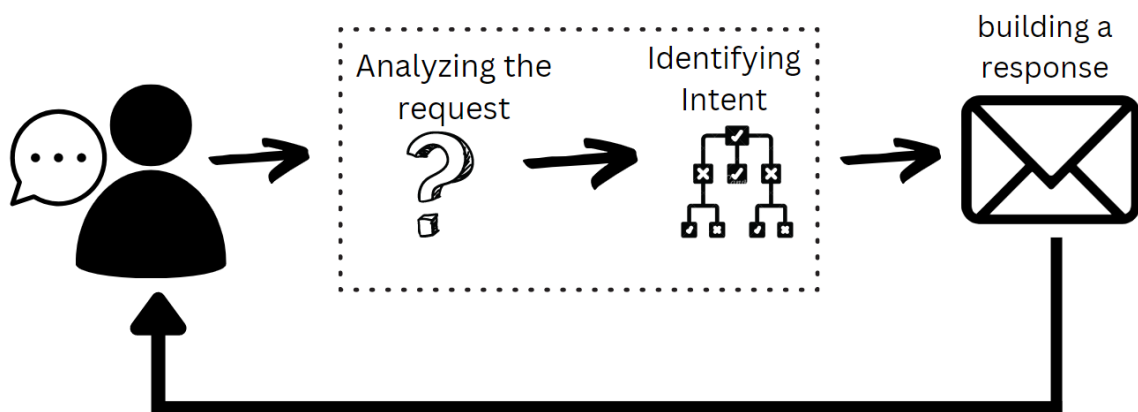 Analyzing the
request
Identifying
Intent
building a
response